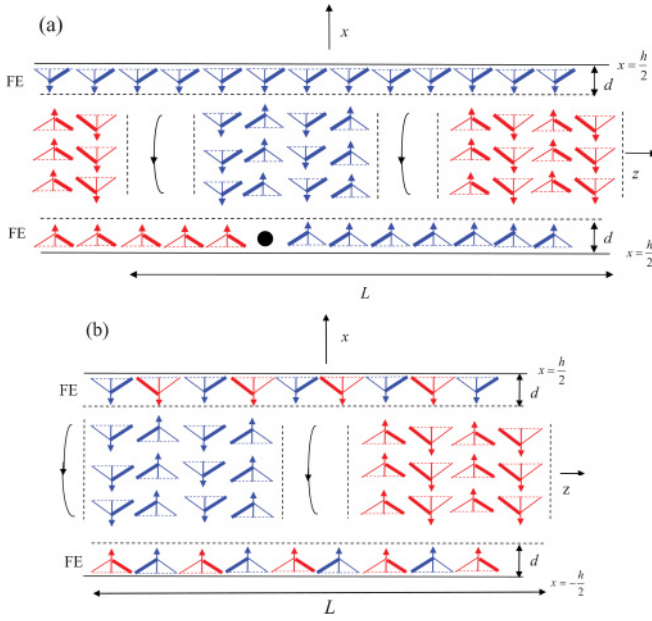 (a)
x
x = h/2
FE
d
z
FE
d
x = h/2
L
(b)
x
x = h/2
FE
d
z
FE
d
x = -h/2
L